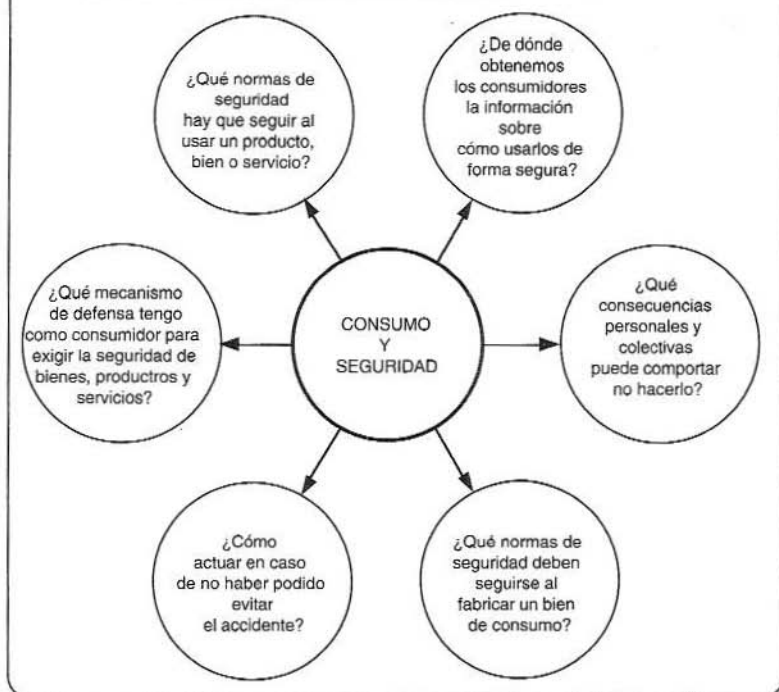 ¿Qué normas de
seguridad
hay que seguir al
usar un producto,
bien o servicio?
¿De dónde
obtenemos
los consumidores
la información
sobre
cómo usarlos de
forma segura?
¿Qué mecanismo
de defensa tengo
como consumidor para
exigir la seguridad de
bienes, productros y
servicios?
CONSUMO
Y
SEGURIDAD
¿Qué
consecuencias
personales y
colectivas
puede comportar
no hacerlo?
¿Cómo
actuar en caso
de no haber podido
evitar
el accidente?
¿Qué normas de
seguridad deben
seguirse al
fabricar un bien
de consumo?